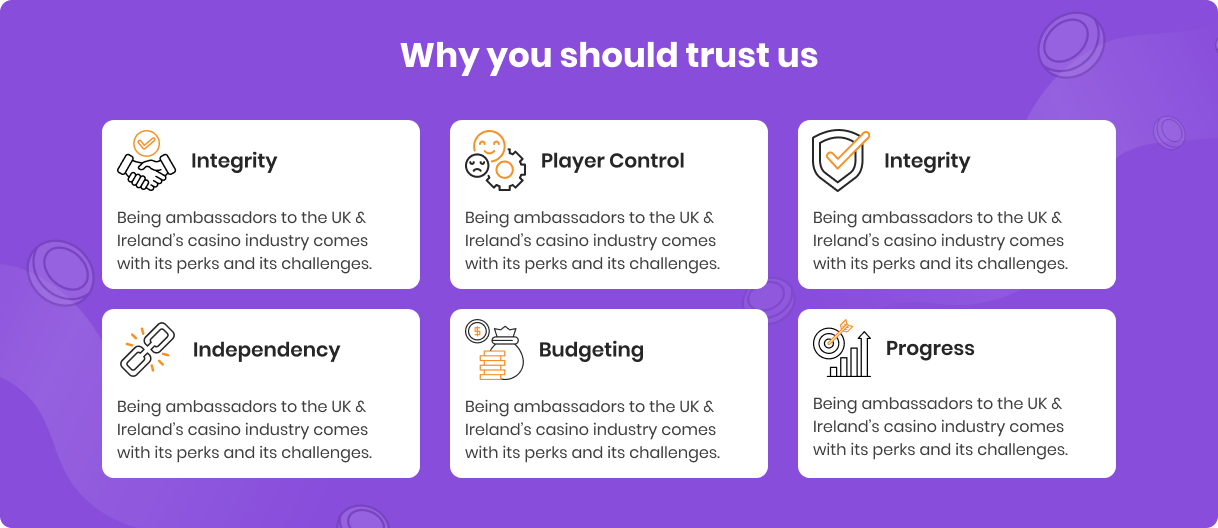 Why you should trust us
Integrity
Being ambassadors to the UK &
Ireland's casino industry comes
with its perks and its challenges.
Player Control
Being ambassadors to the UK &
Ireland's casino industry comes
with its perks and its challenges.
Integrity
Being ambassadors to the UK &
Ireland's casino industry comes
with its perks and its challenges.
Independency
Being ambassadors to the UK &
Ireland's casino industry comes
with its perks and its challenges.
$
Budgeting
Being ambassadors to the UK &
Ireland's casino industry comes
with its perks and its challenges.
Progress
Being ambassadors to the UK &
Ireland's casino industry comes
with its perks and its challenges.